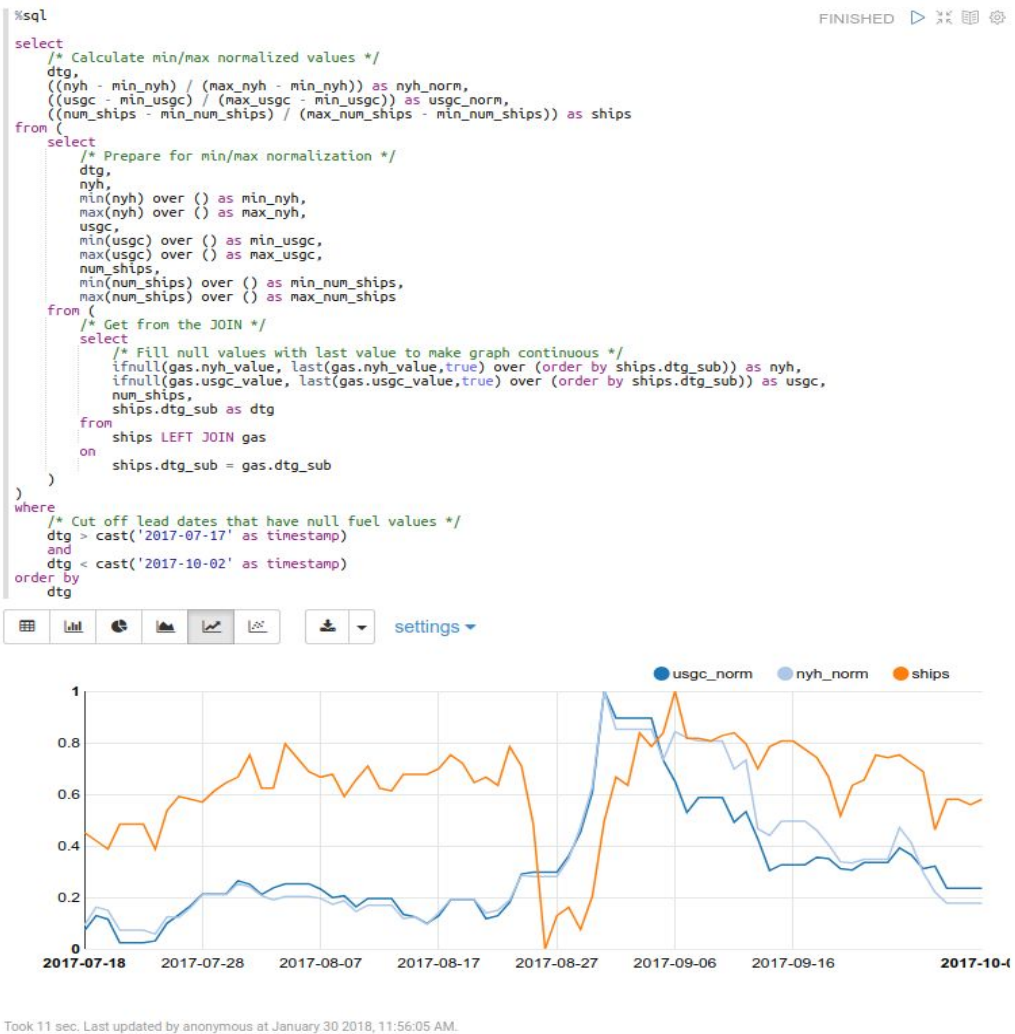 %sql
FINISHED
select
/* Calculate min/max normalized values */
dtg,
((nyh - min_nyh) / (max_nyh - min_nyh)) as nyh_norm,
((usgc - min_usgc) / (max_usgc - min_usgc)) as usgc_norm,
((num_ships - min_num_ships) / (max_num_ships - min_num_ships)) as ships
from (
select
/* Prepare for min/max normalization */
dtg,
nyh,
min(nyh) over () as min_nyh,
max(nyh) over () as max_nyh,
usgc,
min(usgc) over () as min_usgc,
max(usgc) over () as max_usgc,
num_ships,
min(num_ships) over () as min_num_ships,
max(num_ships) over () as max_num_ships
from (
/* Get from the JOIN */
select
/* Fill null values with last value to make graph continuous */
ifnull(gas.nyh_value, last(gas.nyh_value,true) over (order by ships.dtg_sub)) as nyh,
ifnull(gas.usgc_value, last(gas.usgc_value,true) over (order by ships.dtg_sub)) as usgc,
num_ships,
ships.dtg_sub as dtg
from
ships LEFT JOIN gas
on
ships.dtg_sub = gas.dtg_sub
)
)
where
/* Cut off lead dates that have null fuel values */
dtg > cast('2017-07-17' as timestamp)
and
dtg < cast('2017-10-02' as timestamp)
order by
dtg
settings
usgc_norm nyh_norm ships
1
0.8
0.6
0.4
0.2
0
2017-07-18 2017-07-28 2017-08-07 2017-08-17 2017-08-27 2017-09-06 2017-09-16 2017-10-
Took 11 sec. Last updated by anonymous at January 30 2018, 11:56:05 AM.